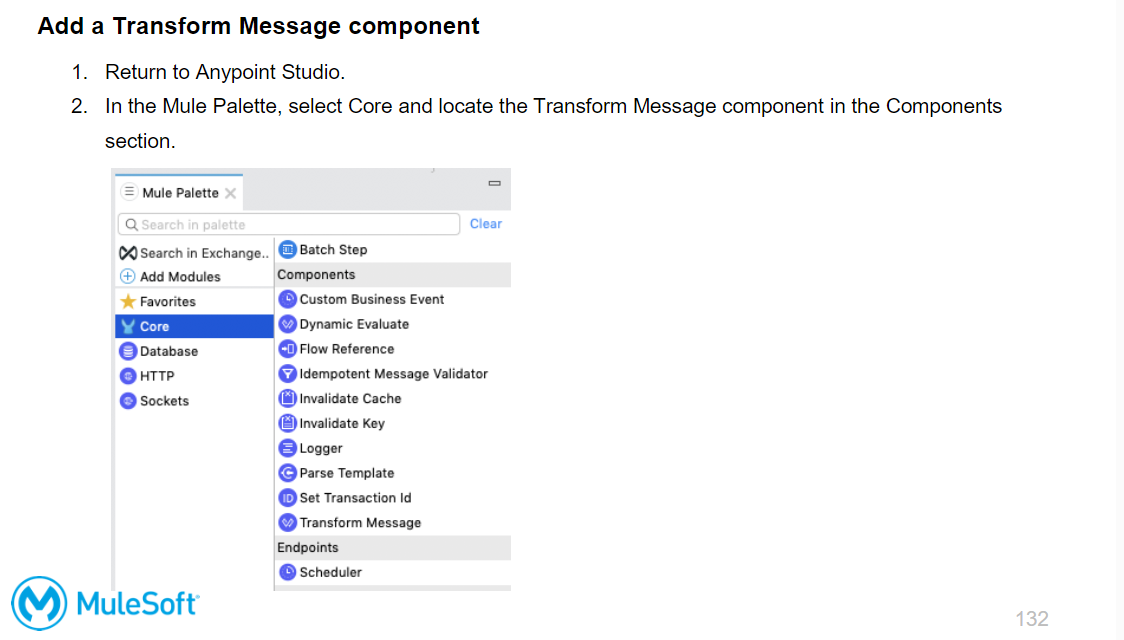 Add a Transform Message component
1. Return to Anypoint Studio.
2. In the Mule Palette, select Core and locate the Transform Message component in the Components
section.
Mule Palette
Search in palette
Clear
Search in Exchange..
Add Modules
Favorites
Core
Database
HTTP
Sockets
Batch Step
Components
Custom Business Event
Dynamic Evaluate
Flow Reference
Idempotent Message Validator
Invalidate Cache
Invalidate Key
Logger
Parse Template
ID Set Transaction Id
Transform Message
Endpoints
Scheduler
MuleSoft
132